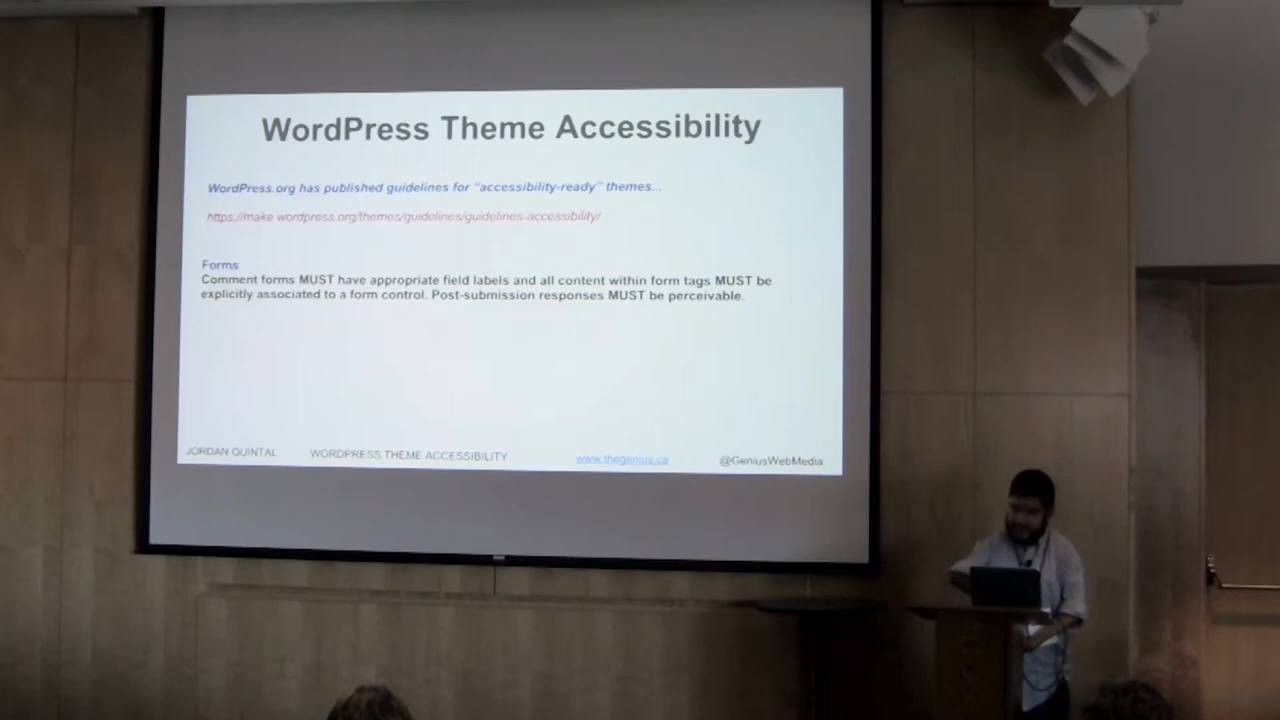 WordPress Theme Accessibility
WordPress.org has published guidelines for "accessibility-ready" themes...
https://make.wordpress.org/themes/guidelines/guidelines-accessibility/
Forms
Comment forms MUST have appropriate field labels and all content within form tags MUST be
explicitly associated to a form control. Post-submission responses MUST be perceivable.
JORDAN QUINTAL WORDPRESS THEME ACCESSIBILITY www.thegenius.ca @GeniusWebMedia